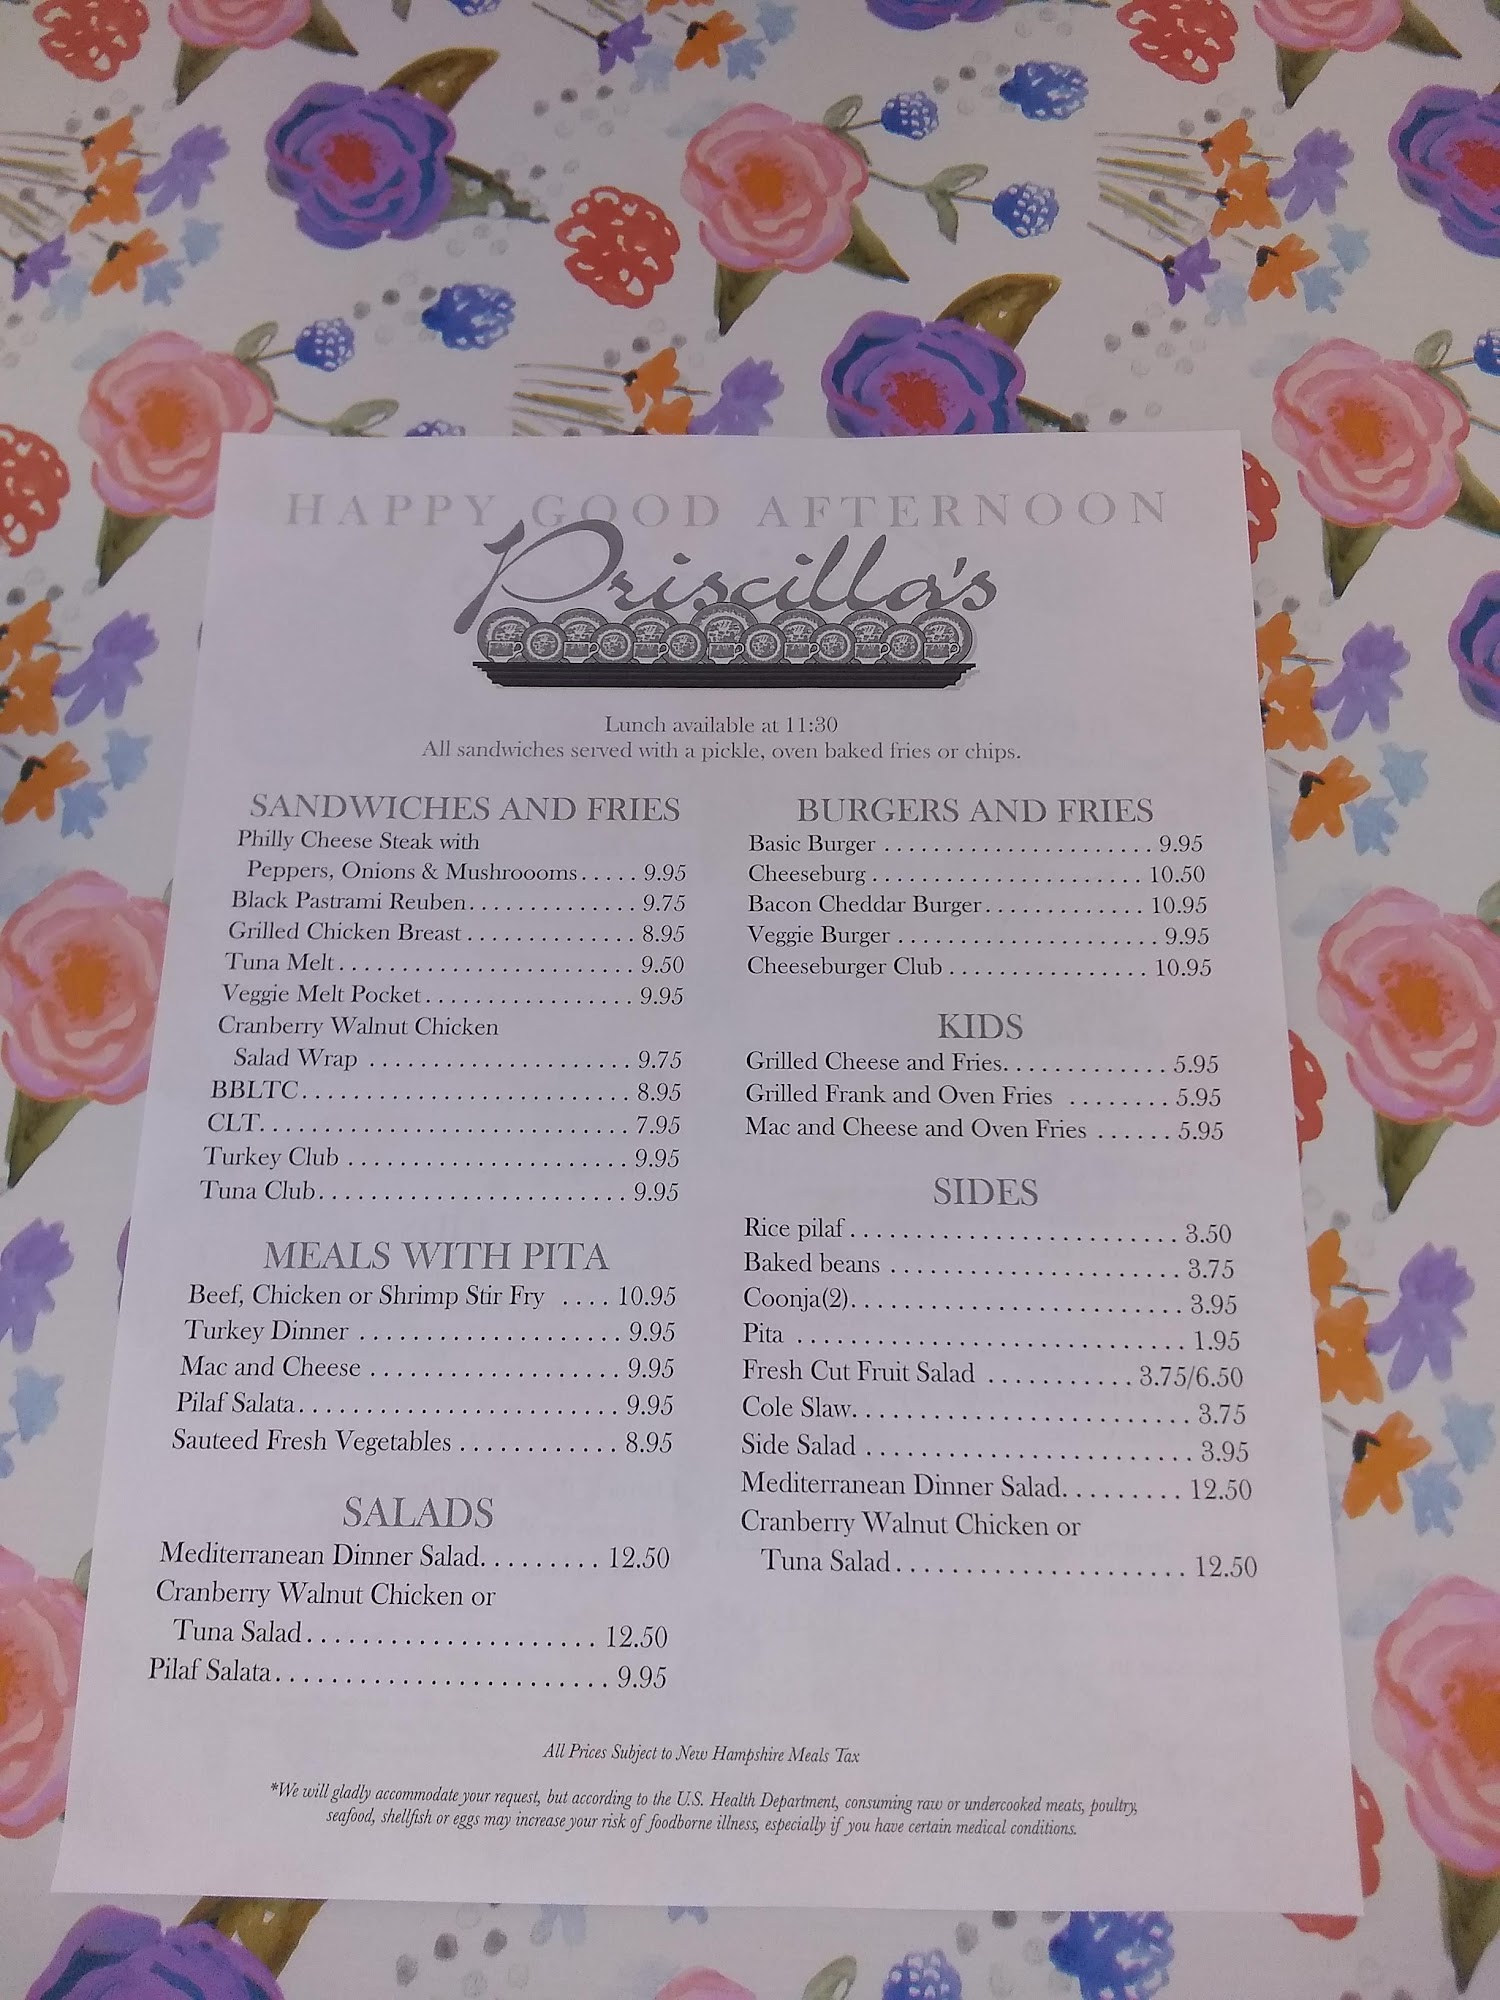 HAPPY GOOD AFTERNOON
Priscilla's
Lunch available at 11:30
All sandwiches served with a pickle, oven baked fries or chips.
SANDWICHES AND FRIES
Philly Cheese Steak with
Peppers, Onions & Mushroooms..... 9.95
Black Pastrami Reuben.............. 9.75
Grilled Chicken Breast.............. 8.95
Tuna Melt........................ 9.50
Veggie Melt Pocket................. 9.95
Cranberry Walnut Chicken
Salad Wrap ..................... 9.75
BBLTC........................... 8.95
CLT.............................. 7.95
Turkey Club ....................... 9.95
Tuna Club......................... 9.95
MEALS WITH PITA
Beef, Chicken or Shrimp Stir Fry .... 10.95
Turkey Dinner ..................... 9.95
Mac and Cheese .................... 9.95
Pilaf Salata.......................... 9.95
Sauteed Fresh Vegetables ............. 8.95
SALADS
Mediterranean Dinner Salad......... 12.50
Cranberry Walnut Chicken or
Tuna Salad...................... 12.50
Pilaf Salata......................... 9.95
BURGERS AND FRIES
Basic Burger ...................... 9.95
Cheeseburg ...................... 10.50
Bacon Cheddar Burger............. 10.95
Veggie Burger ..................... 9.95
Cheeseburger Club ................ 10.95
KIDS
Grilled Cheese and Fries............. 5.95
Grilled Frank and Oven Fries ........ 5.95
Mac and Cheese and Oven Fries ...... 5.95
SIDES
Rice pilaf .......................... 3.50
Baked beans ....................... 3.75
Coonja(2).......................... 3.95
Pita .............................. 1.95
Fresh Cut Fruit Salad ........... 3.75/6.50
Cole Slaw.......................... 3.75
Side Salad ......................... 3.95
Mediterranean Dinner Salad......... 12.50
Cranberry Walnut Chicken or
Tuna Salad...................... 12.50
All Prices Subject to New Hampshire Meals Tax
*We will gladly accommodate your request, but according to the U.S. Health Department, consuming raw or undercooked meats, poultry,
seafood, shellfish or eggs may increase your risk of foodborne illness, especially if you have certain medical conditions.